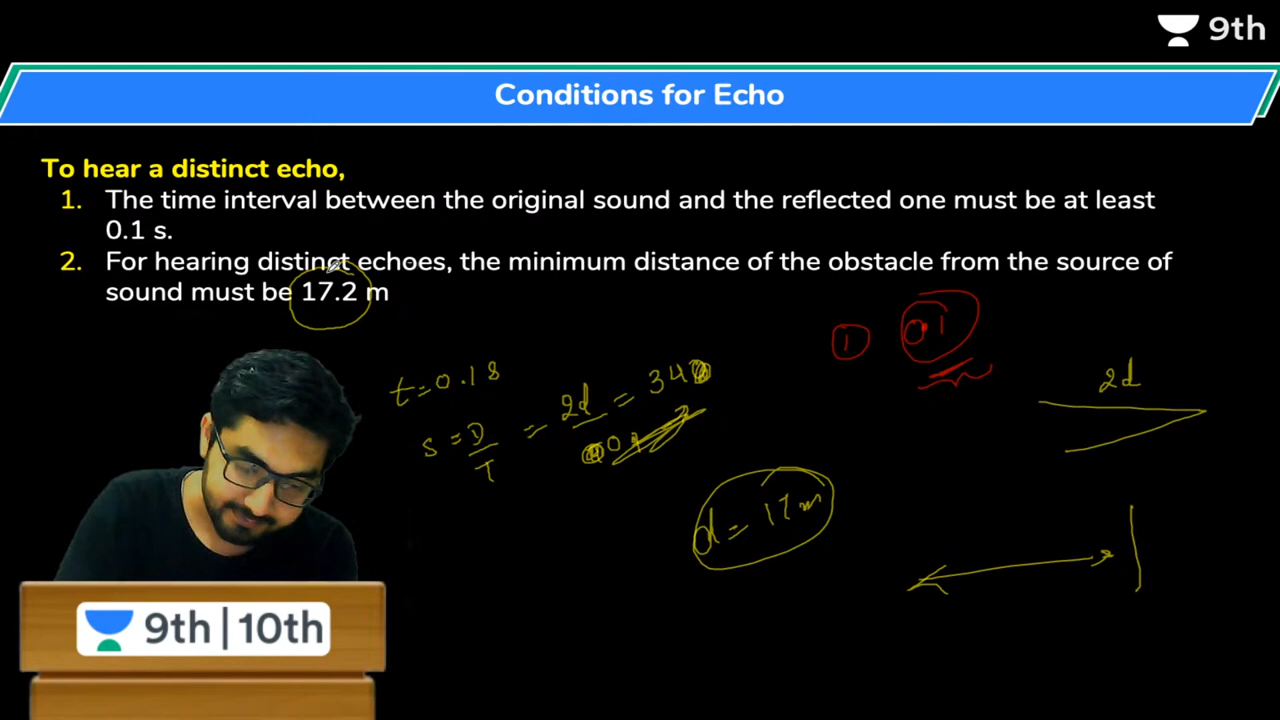 9th
Conditions for Echo
To hear a distinct echo,
1. The time interval between the original sound and the reflected one must be at least
0.1 s.
2. For hearing distinct echoes, the minimum distance of the obstacle from the source of
sound must be 17.2 m
1 0.1
t = 0.1 s
2d
s = D/T = 2d = 34
d = 17 m
9th | 10th